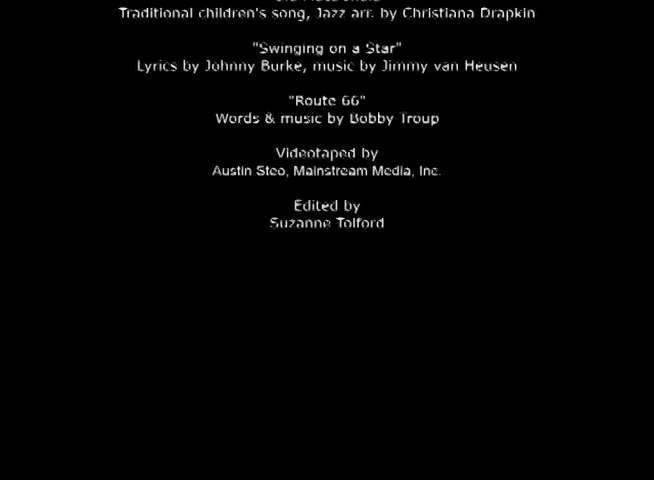 Traditional children's song, Jazz arr. by Christiana Drapkin
"Swinging on a Star"
Lyrics by Johnny Burke, music by Jimmy van Heusen
"Route 66"
Words & music by Bobby Troup
Videotaped by
Austin Steo, Mainstream Media, Inc.
Edited by
Suzanne Tolford